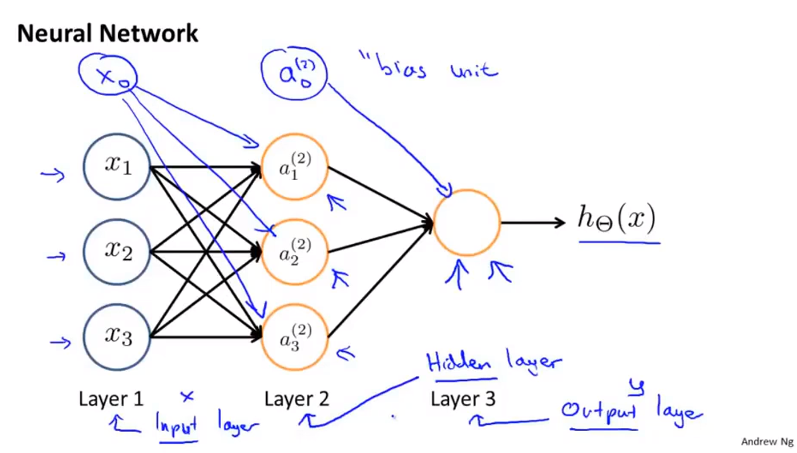 Neural Network
x₀ a₀⁽²⁾ "bias unit
x₁ a₁⁽²⁾
x₂ a₂⁽²⁾ h_Θ(x)
x₃ a₃⁽²⁾
Hidden layer
Layer 1 x Layer 2 Layer 3 y
Input layer Output layer
Andrew Ng